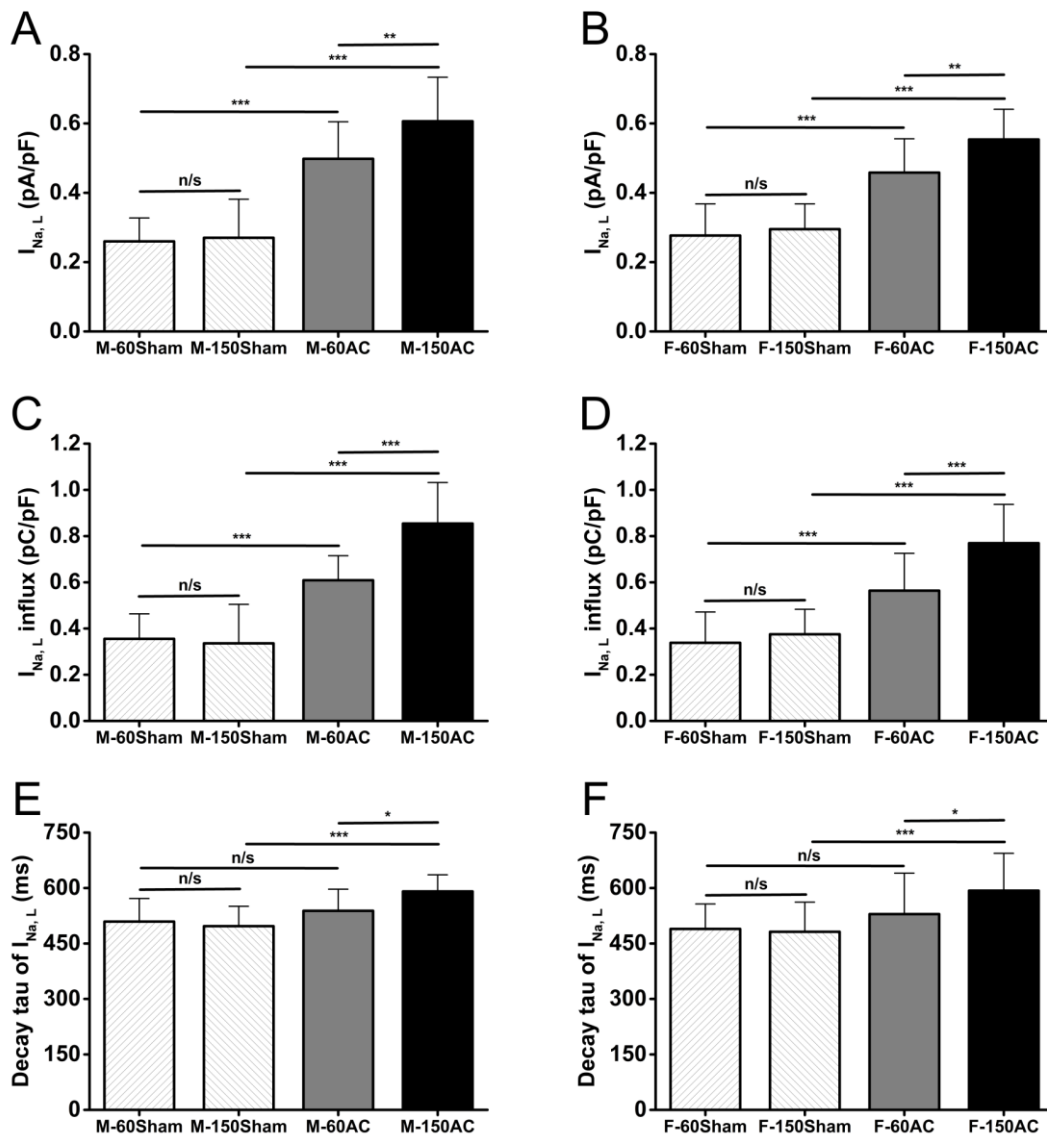 A
I_Na, L (pA/pF)
0.8
0.6
0.4
0.2
0.0
**
***
***
n/s
M-60Sham M-150Sham M-60AC M-150AC
B
I_Na, L (pA/pF)
0.8
0.6
0.4
0.2
0.0
**
***
***
n/s
F-60Sham F-150Sham F-60AC F-150AC
C
I_Na, L influx (pC/pF)
1.2
1.0
0.8
0.6
0.4
0.2
0.0
***
***
***
n/s
M-60Sham M-150Sham M-60AC M-150AC
D
I_Na, L influx (pC/pF)
1.2
1.0
0.8
0.6
0.4
0.2
0.0
***
***
***
n/s
F-60Sham F-150Sham F-60AC F-150AC
E
Decay tau of I_Na, L (ms)
750
600
450
300
150
0
*
***
n/s
n/s
M-60Sham M-150Sham M-60AC M-150AC
F
Decay tau of I_Na, L (ms)
750
600
450
300
150
0
*
***
n/s
n/s
F-60Sham F-150Sham F-60AC F-150AC